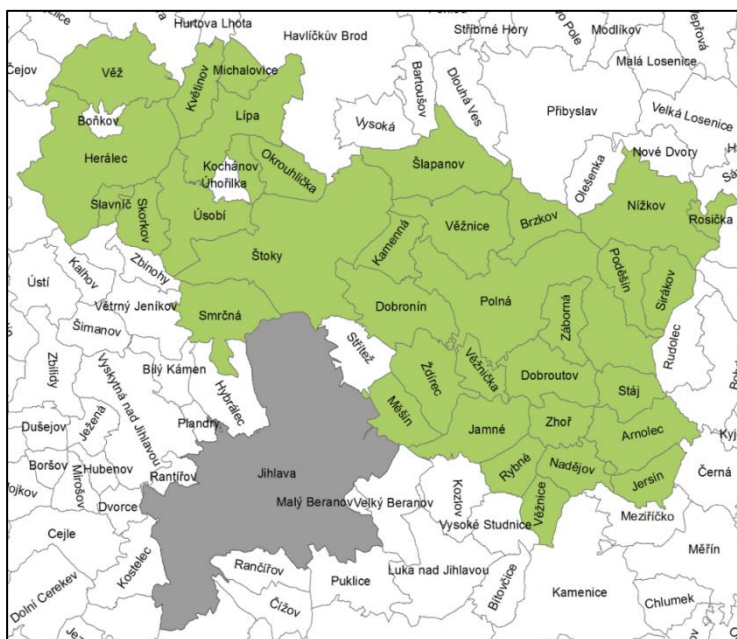 Hurtova Lhota
Havlíčkův Brod
Stříbrné Hory
Modlíkov
Čejov
Věž
Květinov
Michalovice
Bartoušov
Dlouhá Ves
Malá Losenice
Boňkov
Lípa
Vysoká
Přibyslav
Velká Losenice
Herálec
Kochánov
Okrouhlička
Šlapanov
Olešenka
Nové Dvory
Úhořilka
Slavníč
Skorkov
Úsobí
Kamenná
Věžnice
Brzkov
Nížkov
Rosička
Štoky
Zbinohy
Kalhov
Ústí
Větrný Jeníkov
Smrčná
Dobronín
Polná
Záborná
Poděšín
Sirákov
Rudolec
Šimanov
Střítež
Zbilidy
Bílý Kámen
Hybrálec
Ždírec
Věžnička
Dobroutov
Stáj
Vyskytná nad Jihlavou
Plandry
Měšín
Dušejov
Ježená
Jamné
Zhoř
Arnolec
Boršov
Mirošov
Hubenov
Rantířov
Jihlava
Rybné
Nadějov
Jersín
Černá
Dvorce
Malý Beranov
Velký Beranov
Kozlov
Vysoké Studnice
Věžnice
Meziříčko
Cejle
Kostelec
Měřín
Dolní Cerekev
Rančířov
Puklice
Luka nad Jihlavou
Bítovčice
Kamenice
Čížov
Chlumek